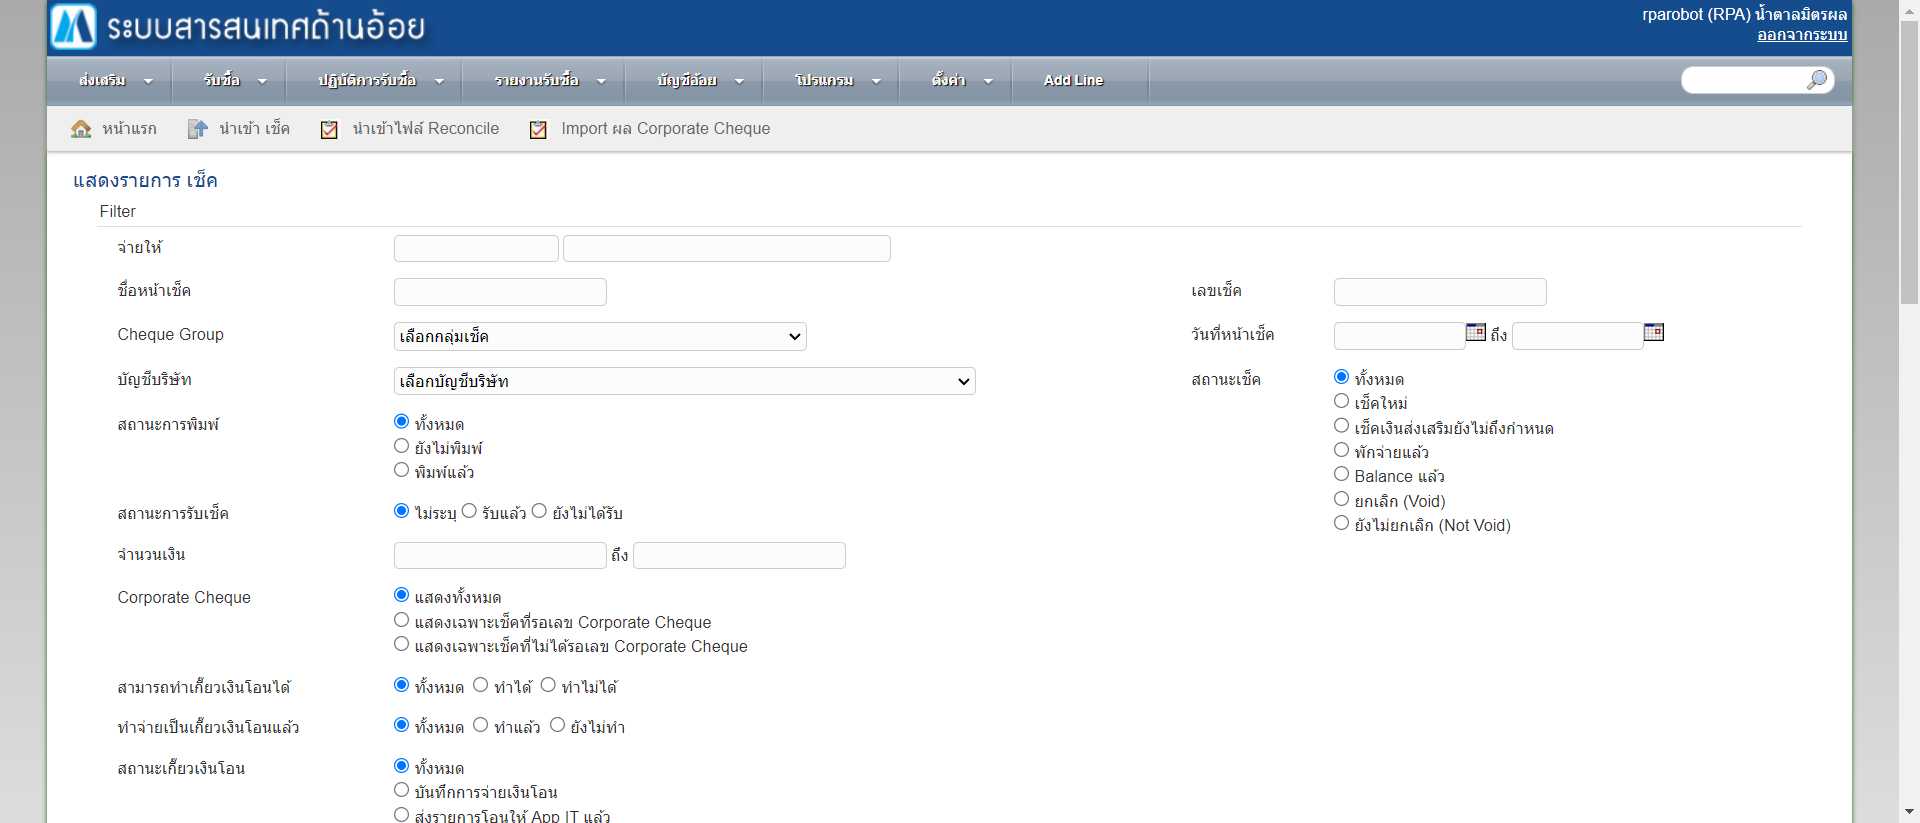 ระบบสารสนเทศด้านอ้อย
rparobot (RPA) น้ำตาลมิตรผล
ออกจากระบบ
ส่งเสริม รับซื้อ ปฏิบัติการรับซื้อ รายงานรับซื้อ บัญชีอ้อย โปรแกรม ตั้งค่า Add Line
หน้าแรก นำเข้า เช็ค นำเข้าไฟล์ Reconcile Import ผล Corporate Cheque
แสดงรายการ เช็ค
Filter
จ่ายให้
ชื่อหน้าเช็ค เลขเช็ค
Cheque Group เลือกกลุ่มเช็ค วันที่หน้าเช็ค ถึง
บัญชีบริษัท เลือกบัญชีบริษัท สถานะเช็ค ทั้งหมด
เช็คใหม่
เช็คเงินส่งเสริมยังไม่ถึงกำหนด
พักจ่ายแล้ว
Balance แล้ว
ยกเลิก (Void)
ยังไม่ยกเลิก (Not Void)
สถานะการพิมพ์ ทั้งหมด
ยังไม่พิมพ์
พิมพ์แล้ว
สถานะการรับเช็ค ไม่ระบุ รับแล้ว ยังไม่ได้รับ
จำนวนเงิน ถึง
Corporate Cheque แสดงทั้งหมด
แสดงเฉพาะเช็คที่รอเลข Corporate Cheque
แสดงเฉพาะเช็คที่ไม่ได้รอเลข Corporate Cheque
สามารถทำเกี๊ยวเงินโอนได้ ทั้งหมด ทำได้ ทำไม่ได้
ทำจ่ายเป็นเกี๊ยวเงินโอนแล้ว ทั้งหมด ทำแล้ว ยังไม่ทำ
สถานะเกี๊ยวเงินโอน ทั้งหมด
บันทึกการจ่ายเงินโอน
ส่งรายการโอนให้ App IT แล้ว